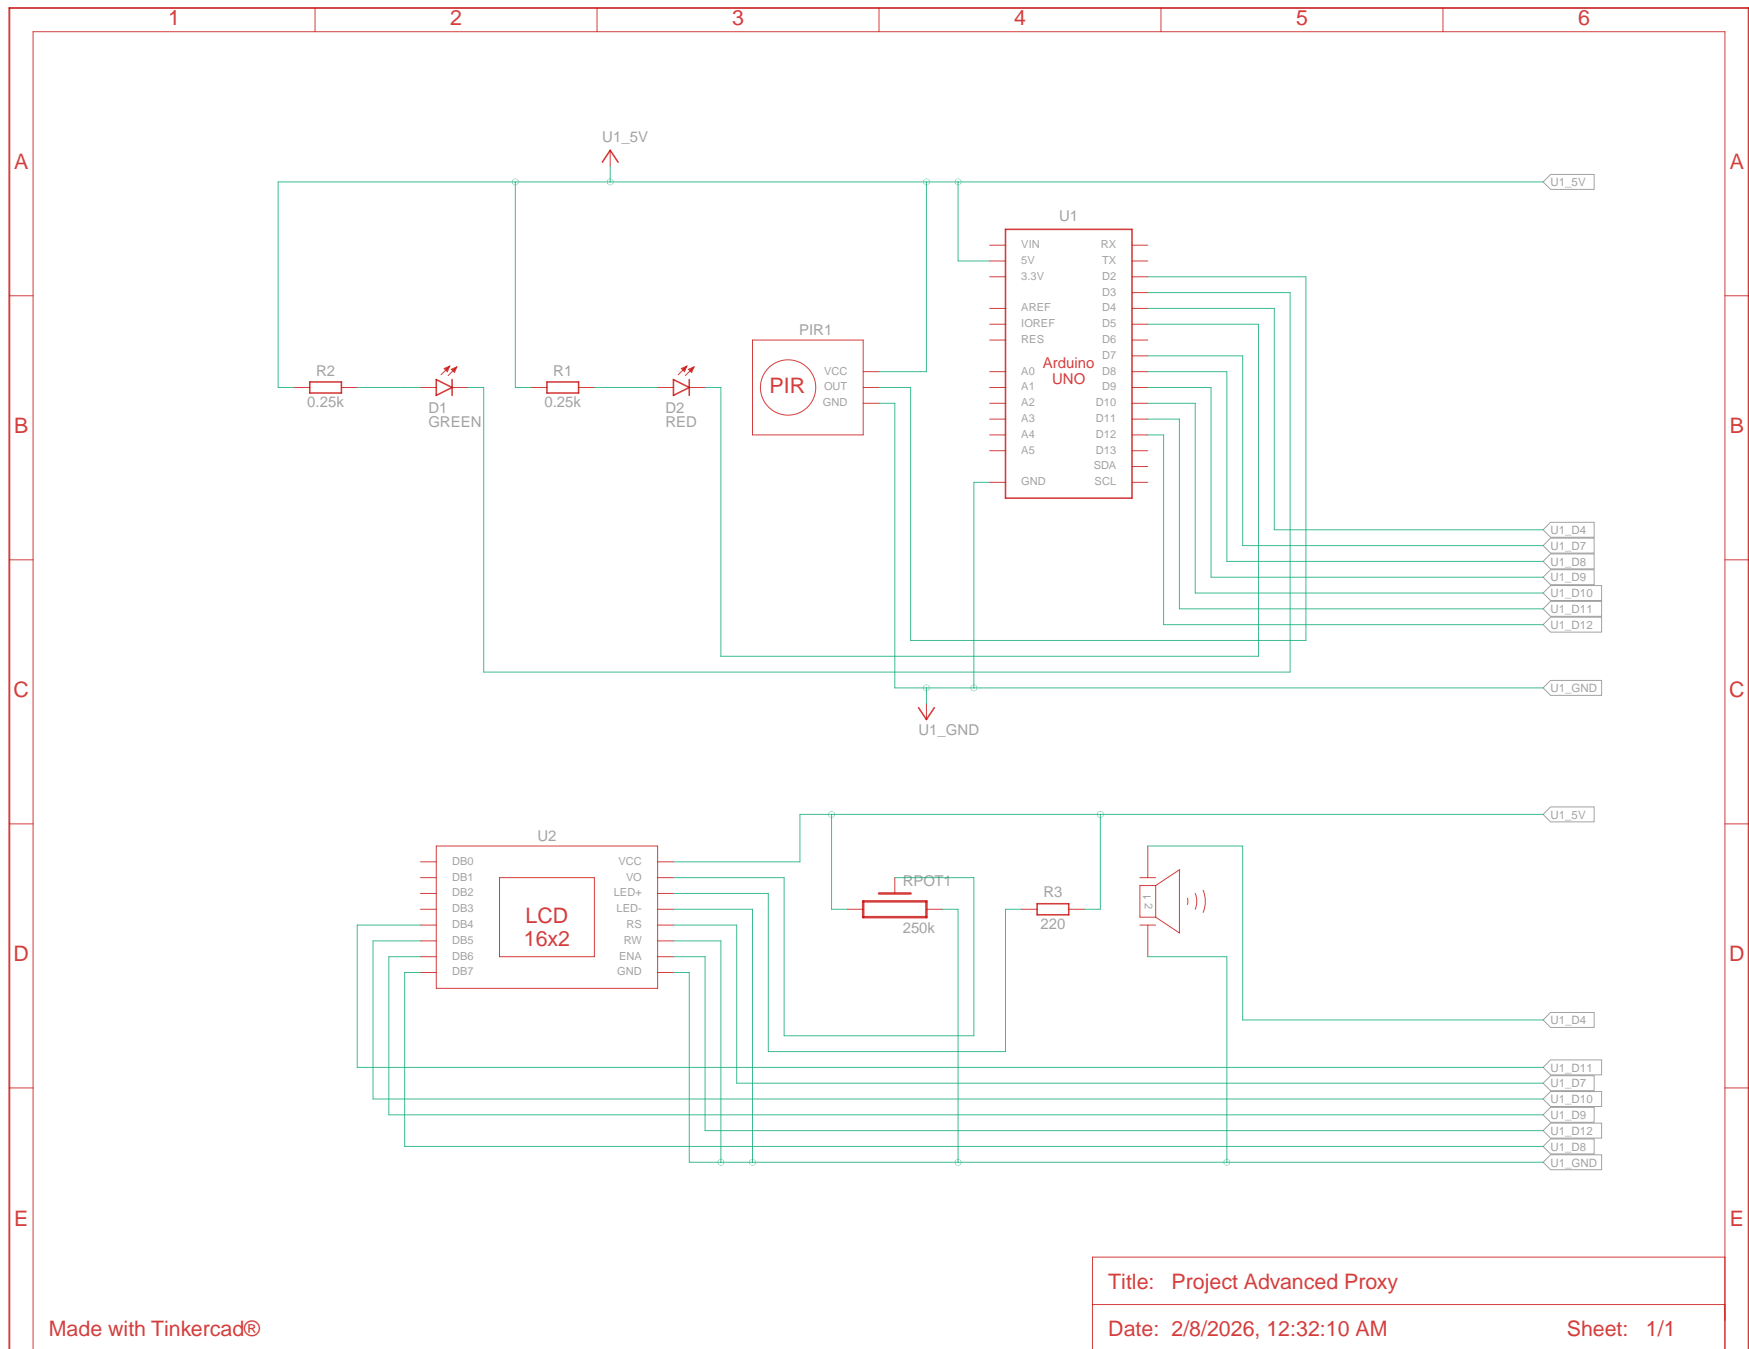 1 2 3 4 5 6
A A
B B
C C
D D
E E
U1_5V
U1_5V
U1
VIN RX
5V TX
3.3V D2
D3
AREF D4
IOREF D5
RES D6
D7
A0 D8
A1 D9
A2 D10
A3 D11
A4 D12
A5 D13
SDA
GND SCL
Arduino
UNO
PIR1
PIR
VCC
OUT
GND
R2
0.25k
D1
GREEN
R1
0.25k
D2
RED
U1_D4
U1_D7
U1_D8
U1_D9
U1_D10
U1_D11
U1_D12
U1_GND
U1_GND
U1_5V
U2
DB0 VCC
DB1 VO
DB2 LED+
DB3 LED-
DB4 RS
DB5 RW
DB6 ENA
DB7 GND
LCD
16x2
RPOT1
250k
R3
220
1 2
U1_D4
U1_D11
U1_D7
U1_D10
U1_D9
U1_D12
U1_D8
U1_GND
Title: Project Advanced Proxy
Made with Tinkercad®
Date: 2/8/2026, 12:32:10 AM Sheet: 1/1